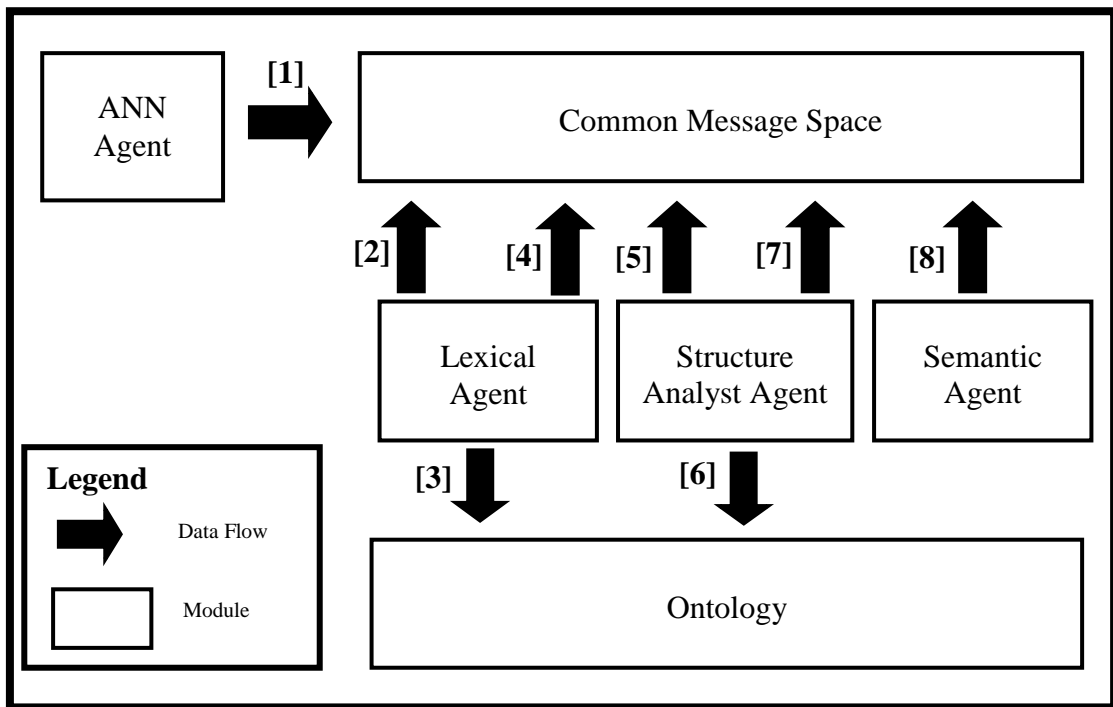 [1]
ANN
Agent
Common Message Space
[2]
[4]
[5]
[7]
[8]
Lexical
Agent
Structure
Analyst Agent
Semantic
Agent
[3]
[6]
Legend
Data Flow
Module
Ontology